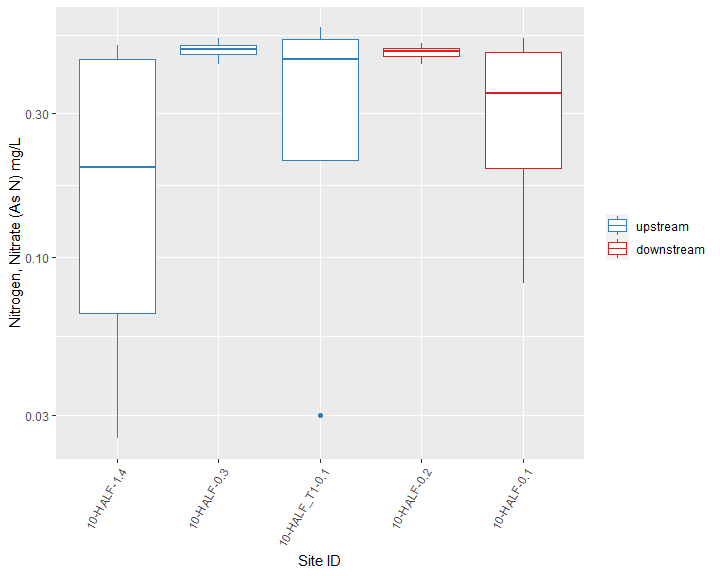 Nitrogen, Nitrate (As N) mg/L
0.30
0.10
0.03
10-HALF-1.4
10-HALF-0.3
10-HALF_T1-0.1
10-HALF-0.2
10-HALF-0.1
Site ID
upstream
downstream